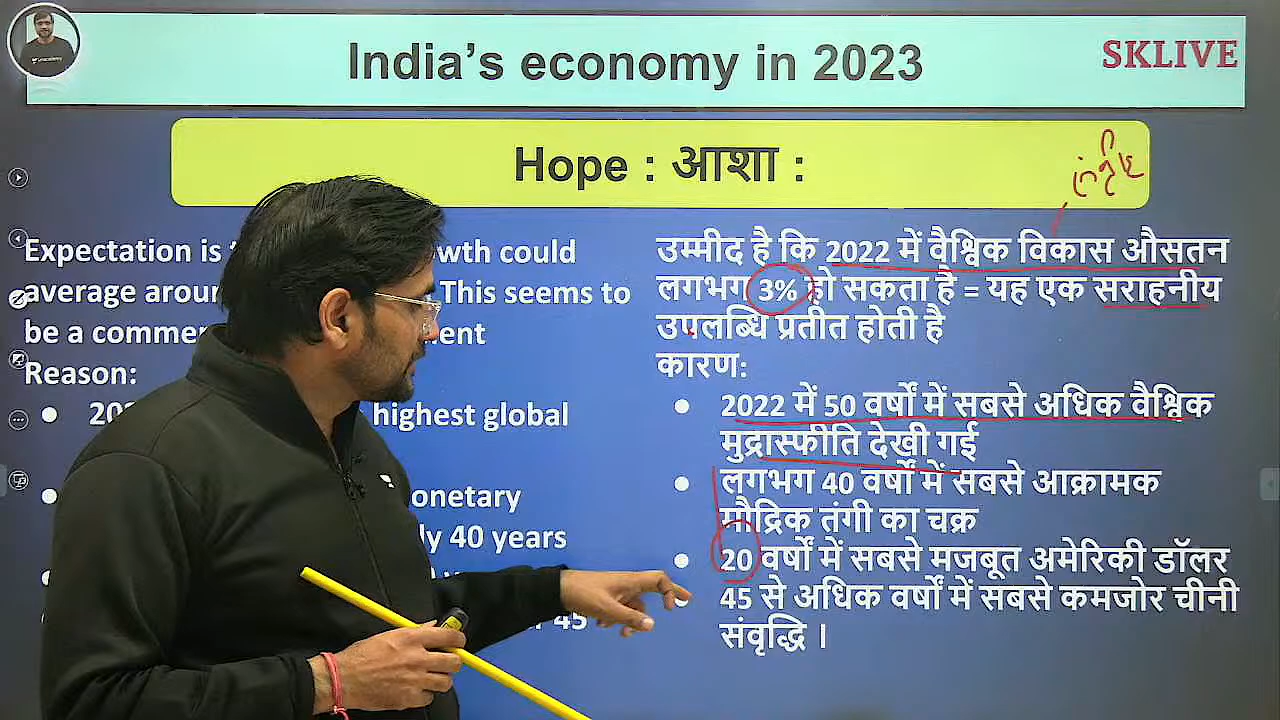 India's economy in 2023
SKLIVE
Hope : आशा :
Expectation is
wth could
average
This seems to
be a
ent
Reason:
highest global
onetary
ly 40 years
45
उम्मीद है कि 2022 में वैश्विक विकास औसतन
लगभग 3% हो सकता है = यह एक सराहनीय
उपलब्धि प्रतीत होती है
कारण:
2022 में 50 वर्षों में सबसे अधिक वैश्विक
मुद्रास्फीति देखी गई
लगभग 40 वर्षों में सबसे आक्रामक
मौद्रिक तंगी का चक्र
20 वर्षों में सबसे मजबूत अमेरिकी डॉलर
45 से अधिक वर्षों में सबसे कमजोर चीनी
संवृद्धि ।